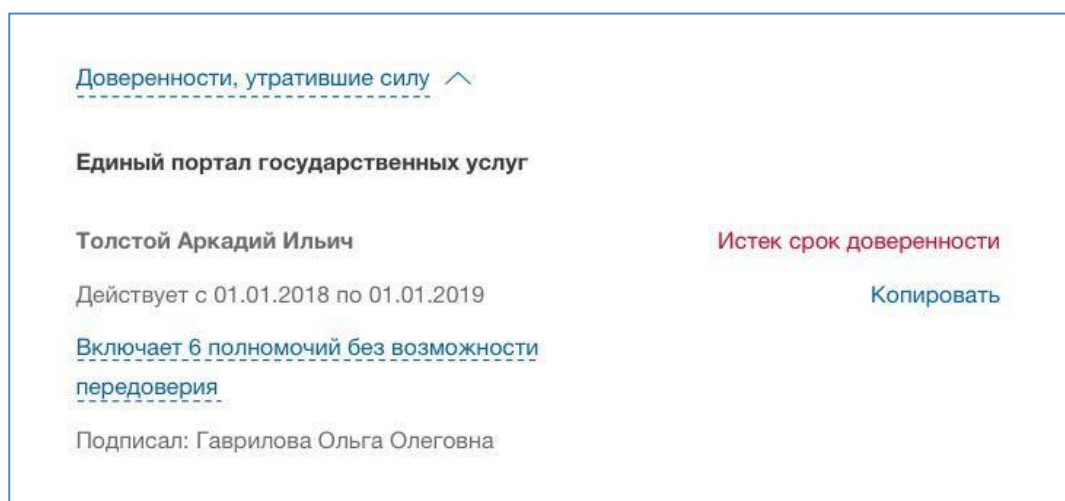 Доверенности, утратившие силу
Единый портал государственных услуг
Толстой Аркадий Ильич
Истек срок доверенности
Действует с 01.01.2018 по 01.01.2019
Копировать
Включает 6 полномочий без возможности
передоверия
Подписал: Гаврилова Ольга Олеговна